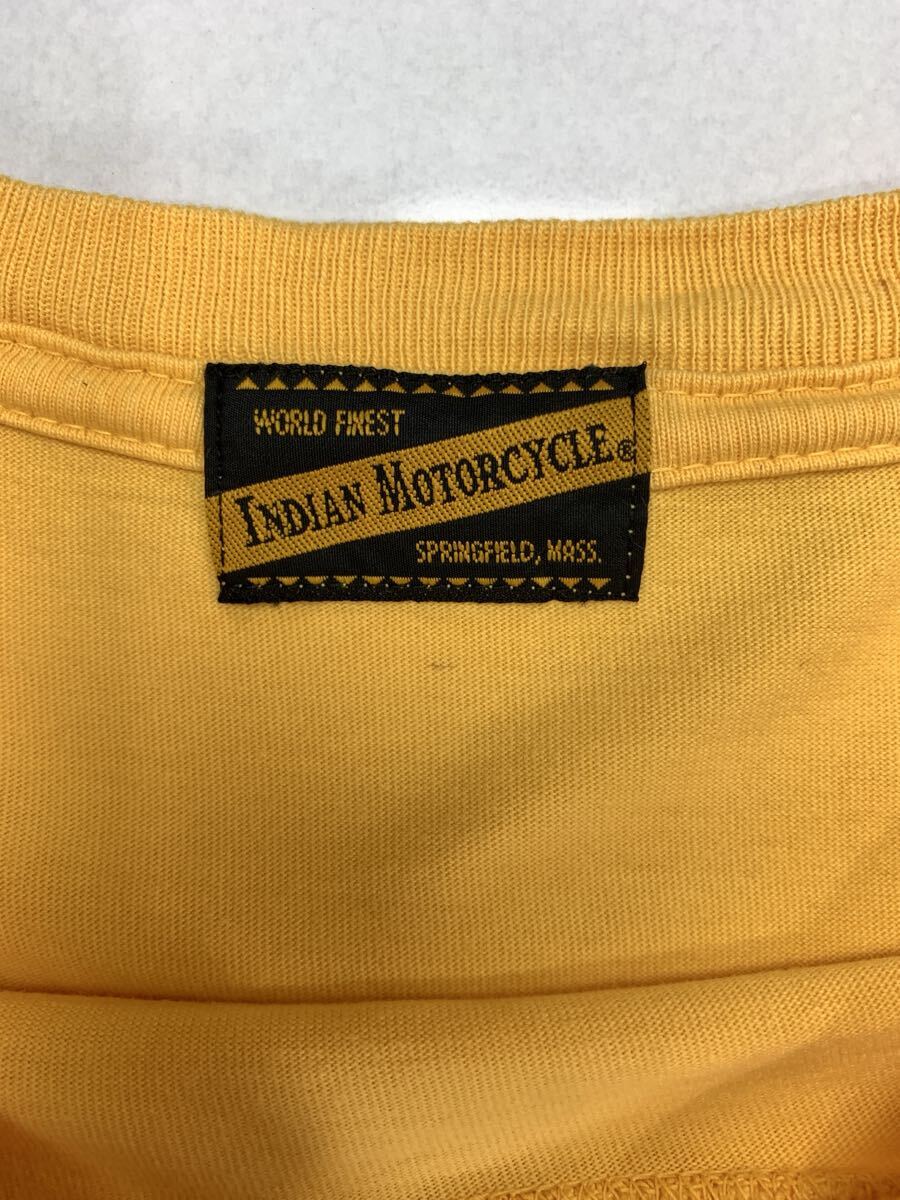 WORLD FINEST
INDIAN MOTORCYCLE®
SPRINGFIELD, MASS.